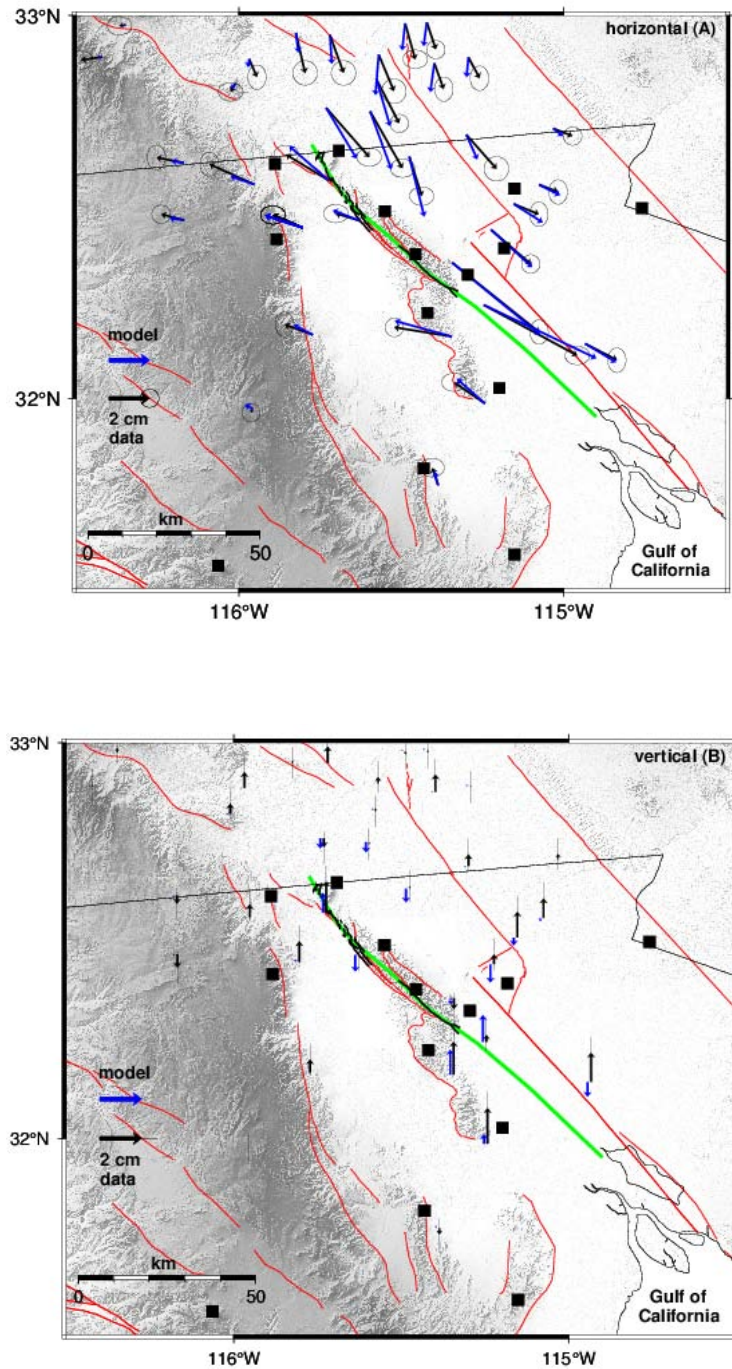 33°N
horizontal (A)
model
32°N
2 cm
data
km
0
50
Gulf of
California
116°W
115°W
33°N
vertical (B)
model
32°N
2 cm
data
km
0
50
Gulf of
California
116°W
115°W